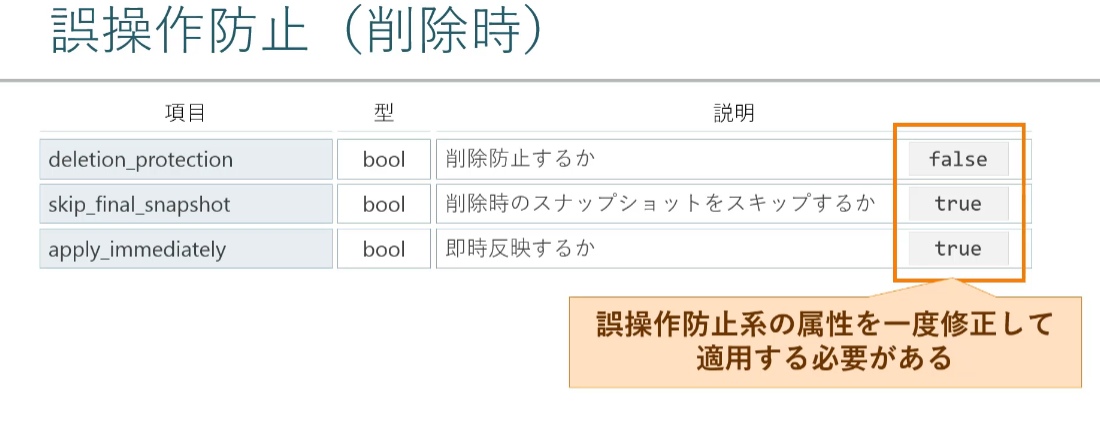 誤操作防止（削除時）
項目 型 説明
deletion_protection bool 削除防止するか false
skip_final_snapshot bool 削除時のスナップショットをスキップするか true
apply_immediately bool 即時反映するか true
誤操作防止系の属性を一度修正して
適用する必要がある